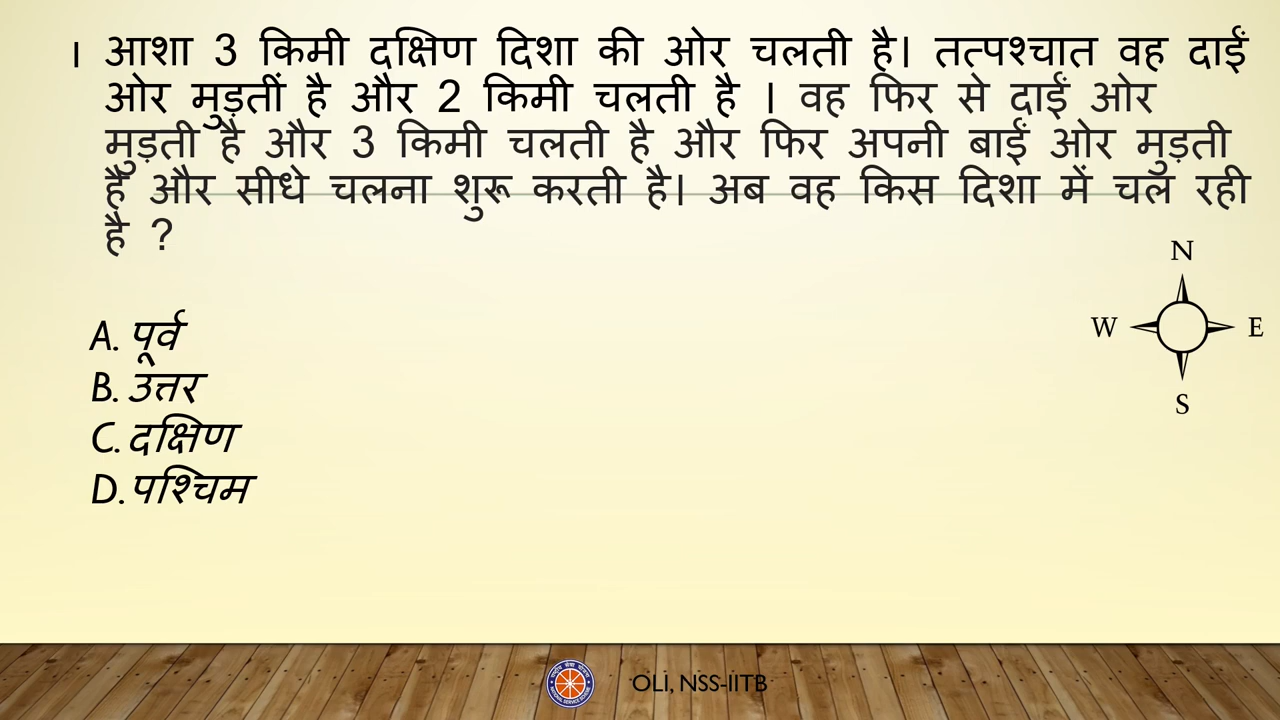 । आशा 3 किमी दक्षिण दिशा की ओर चलती है। तत्पश्चात वह दाईं
ओर मुड़तीं है और 2 किमी चलती है । वह फिर से दाईं ओर
मुड़ती है और 3 किमी चलती है और फिर अपनी बाईं ओर मुड़ती
है और सीधे चलना शुरू करती है। अब वह किस दिशा में चल रही
है ?
N
W E
S
A. पूर्व
B. उत्तर
C. दक्षिण
D. पश्चिम
OLI, NSS-IITB